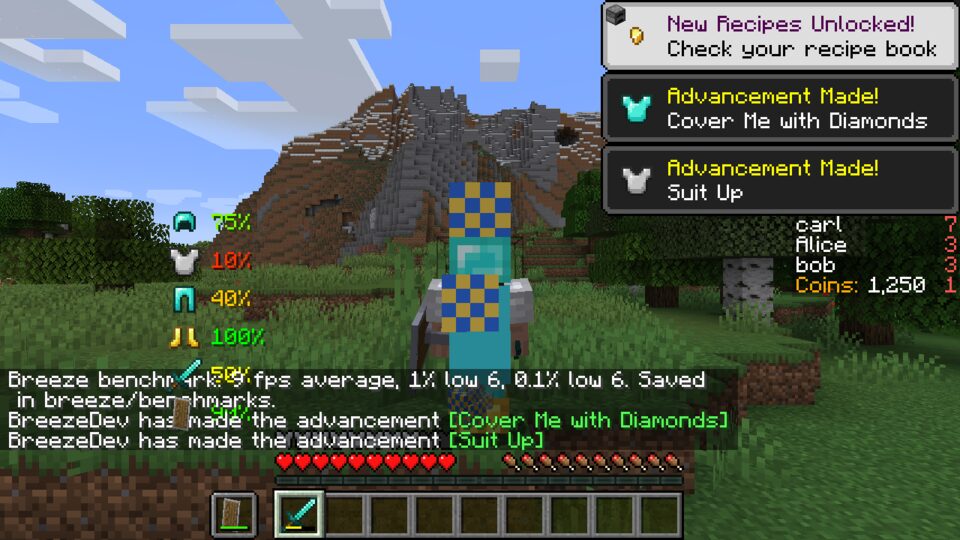 New Recipes Unlocked!
Check your recipe book
Advancement Made!
Cover Me with Diamonds
Advancement Made!
Suit Up
75%
10%
40%
100%
50%
carl 7
Alice 3
bob 3
Coins: 1,250 1
Breeze benchmark: 9 fps average, 1% low 6, 0.1% low 6. Saved
in breeze/benchmarks.
BreezeDev has made the advancement [Cover Me with Diamonds]
BreezeDev has made the advancement [Suit Up]